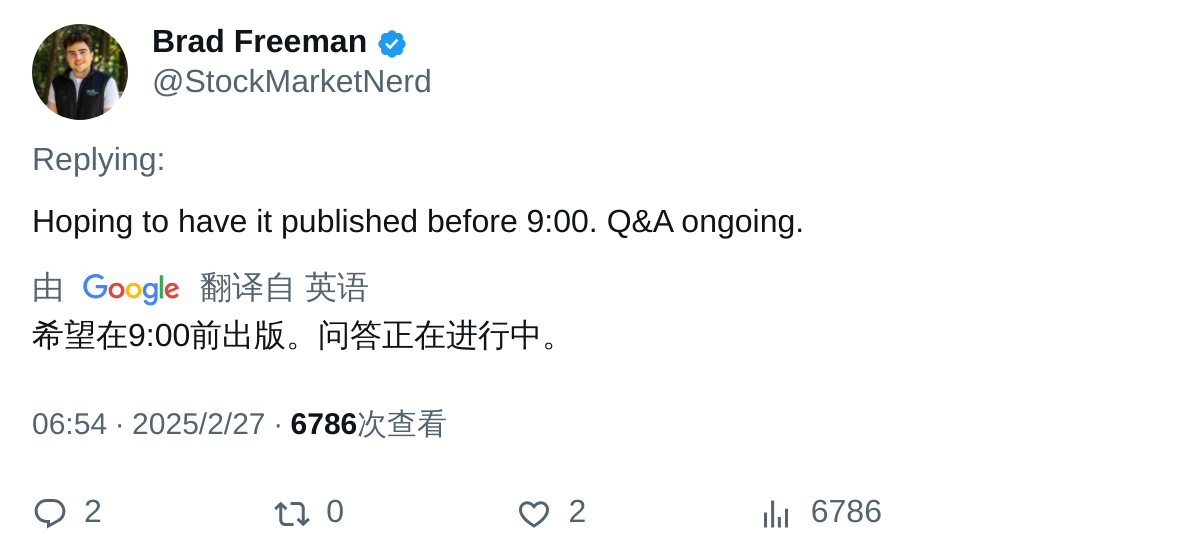 Brad Freeman
@StockMarketNerd
Replying:
Hoping to have it published before 9:00. Q&A ongoing.
由 Google 翻译自 英语
希望在9:00前出版。问答正在进行中。
06:54 · 2025/2/27 · 6786次查看
2 0 2 6786